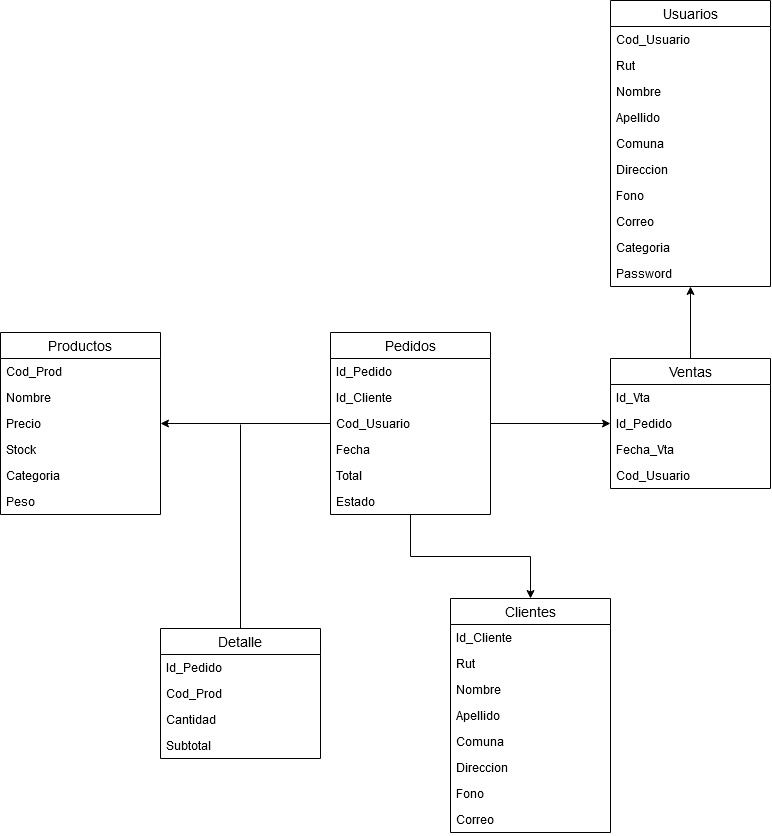 Usuarios
Cod_Usuario
Rut
Nombre
Apellido
Comuna
Direccion
Fono
Correo
Categoria
Password
Productos
Cod_Prod
Nombre
Precio
Stock
Categoria
Peso
Pedidos
Id_Pedido
Id_Cliente
Cod_Usuario
Fecha
Total
Estado
Ventas
Id_Vta
Id_Pedido
Fecha_Vta
Cod_Usuario
Detalle
Id_Pedido
Cod_Prod
Cantidad
Subtotal
Clientes
Id_Cliente
Rut
Nombre
Apellido
Comuna
Direccion
Fono
Correo